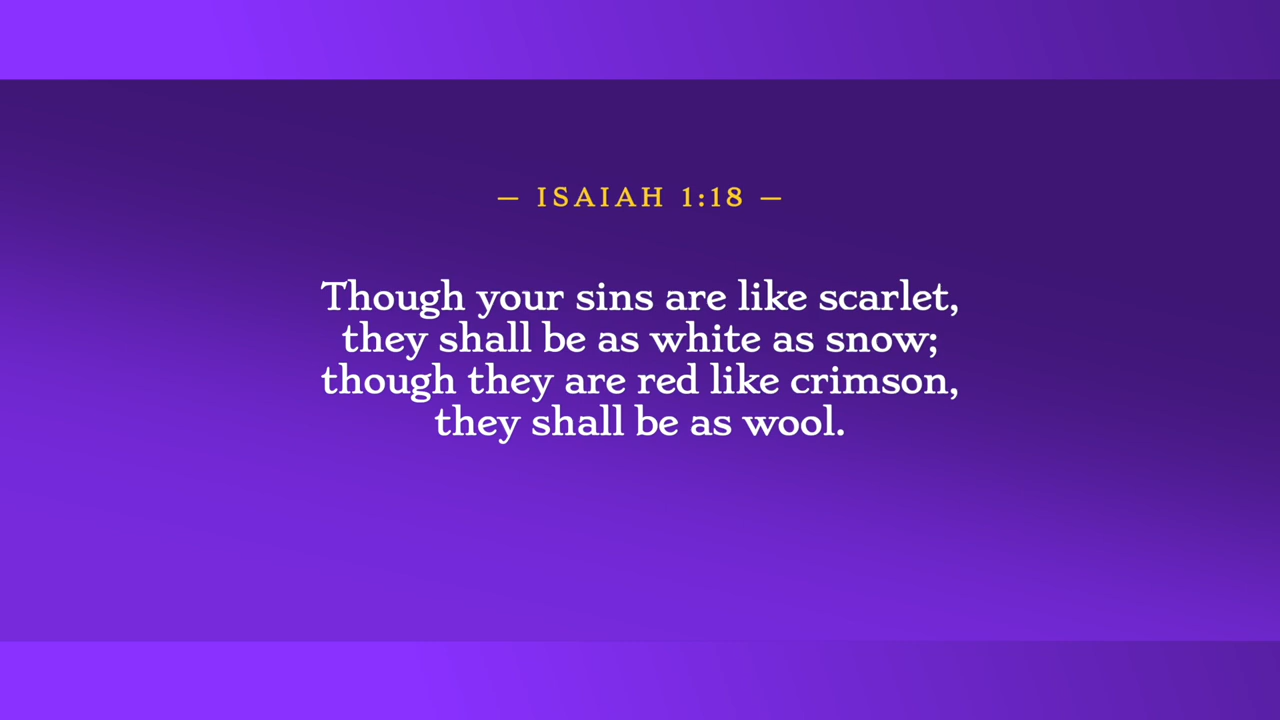 — ISAIAH 1:18 —
Though your sins are like scarlet,
they shall be as white as snow;
though they are red like crimson,
they shall be as wool.